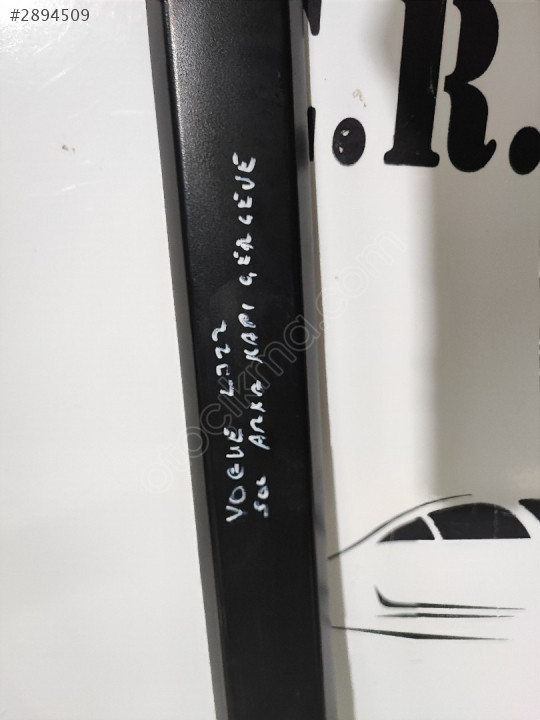 #2894509
.R.
VOGUE L322
SOL ARKA KAPI ÇERÇEVE